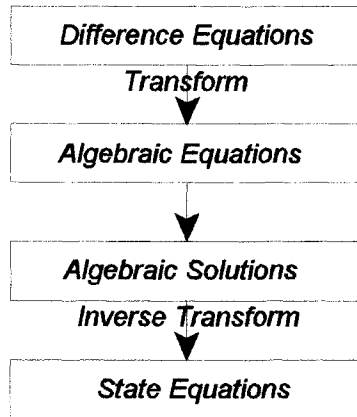 Difference Equations
Transform
Algebraic Equations
Algebraic Solutions
Inverse Transform
State Equations